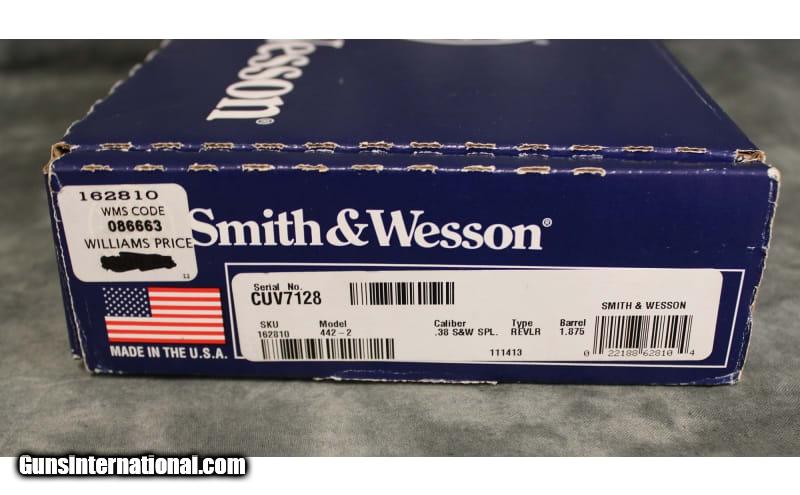 Wesson®
162810
WMS CODE
086663
WILLIAMS PRICE
11
Smith & Wesson®
MADE IN THE U.S.A.
Serial No.
CUV7128
SKU Model Caliber Type Barrel
162810 442-2 .38 S&W SPL. REVLR 1.875
111413
SMITH & WESSON
0 22188 62810 4
GunsInternational.com